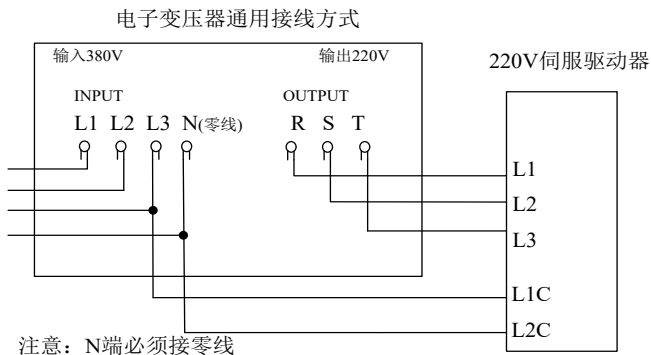 电子变压器通用接线方式
输入380V 输出220V
220V伺服驱动器
INPUT OUTPUT
L1 L2 L3 N(零线) R S T
L1
L2
L3
L1C
L2C
注意：N端必须接零线